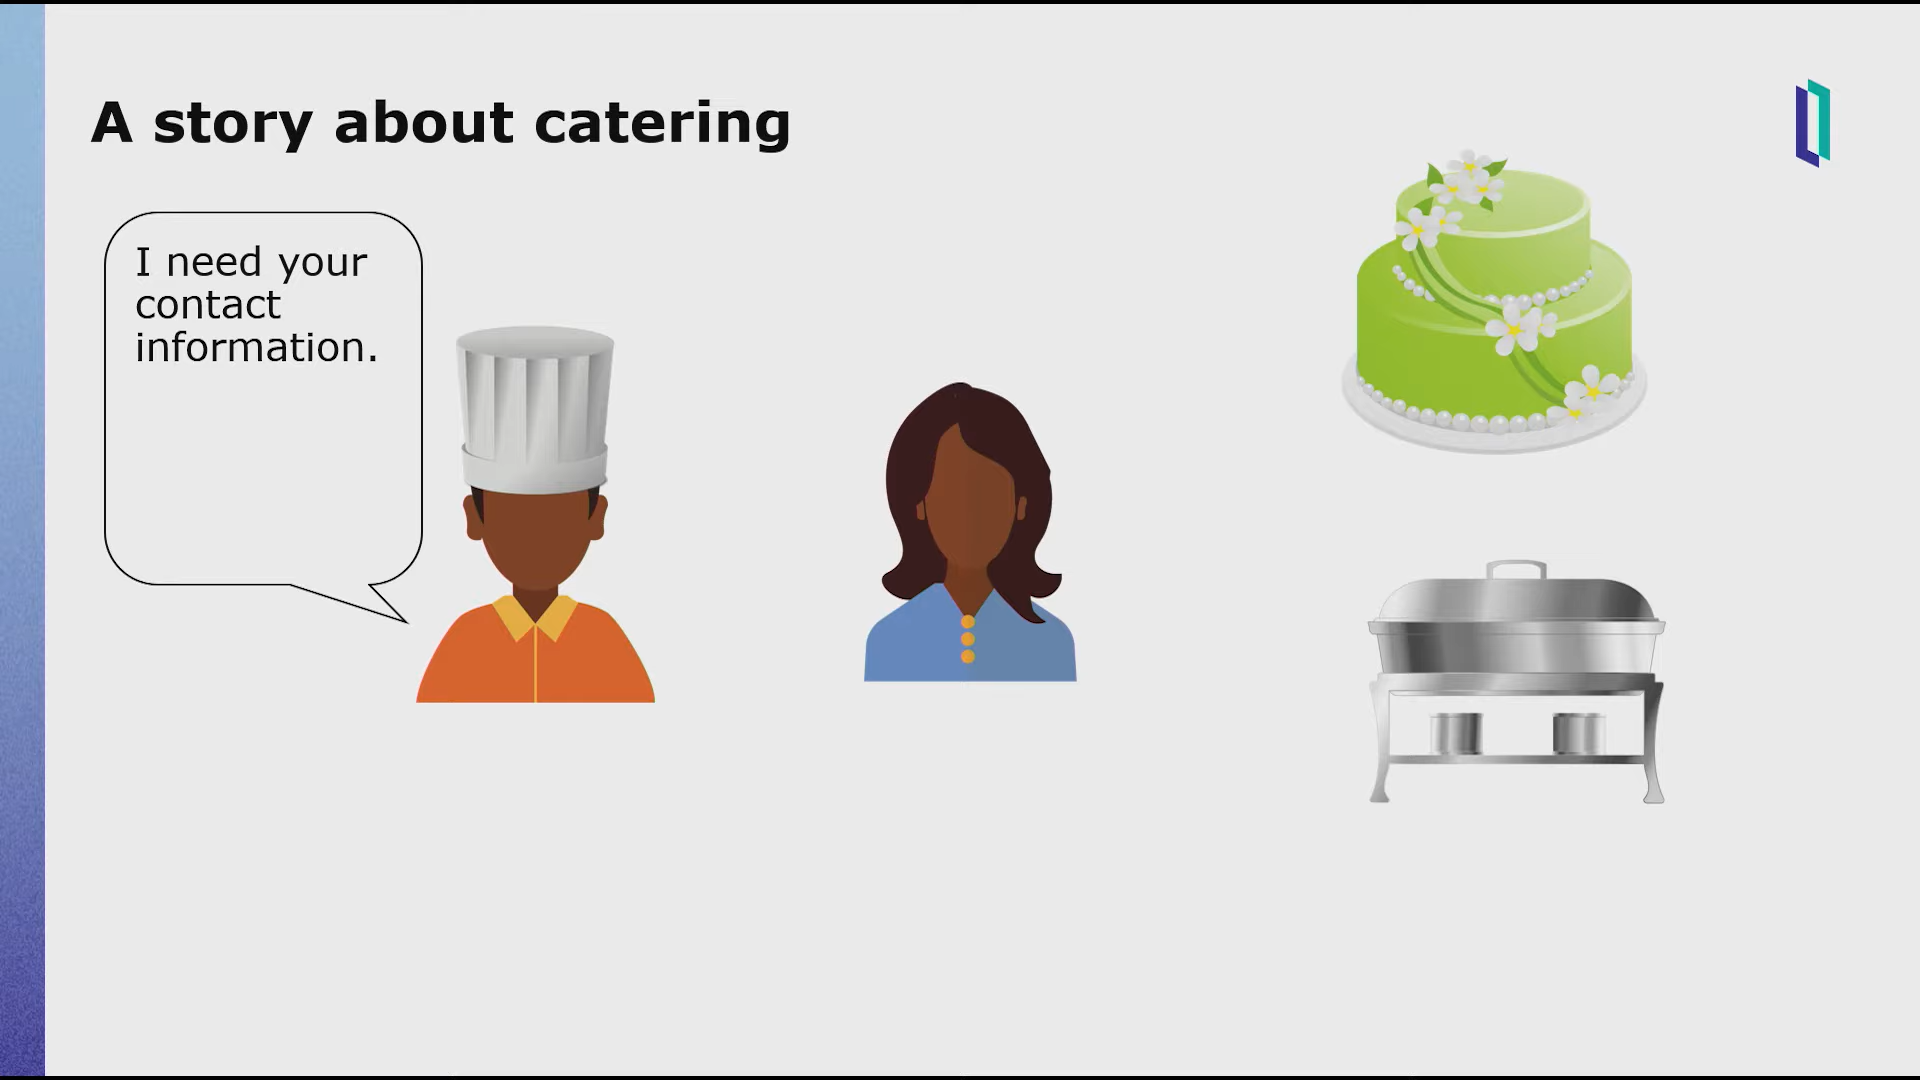 A story about catering
I need your
contact
information.